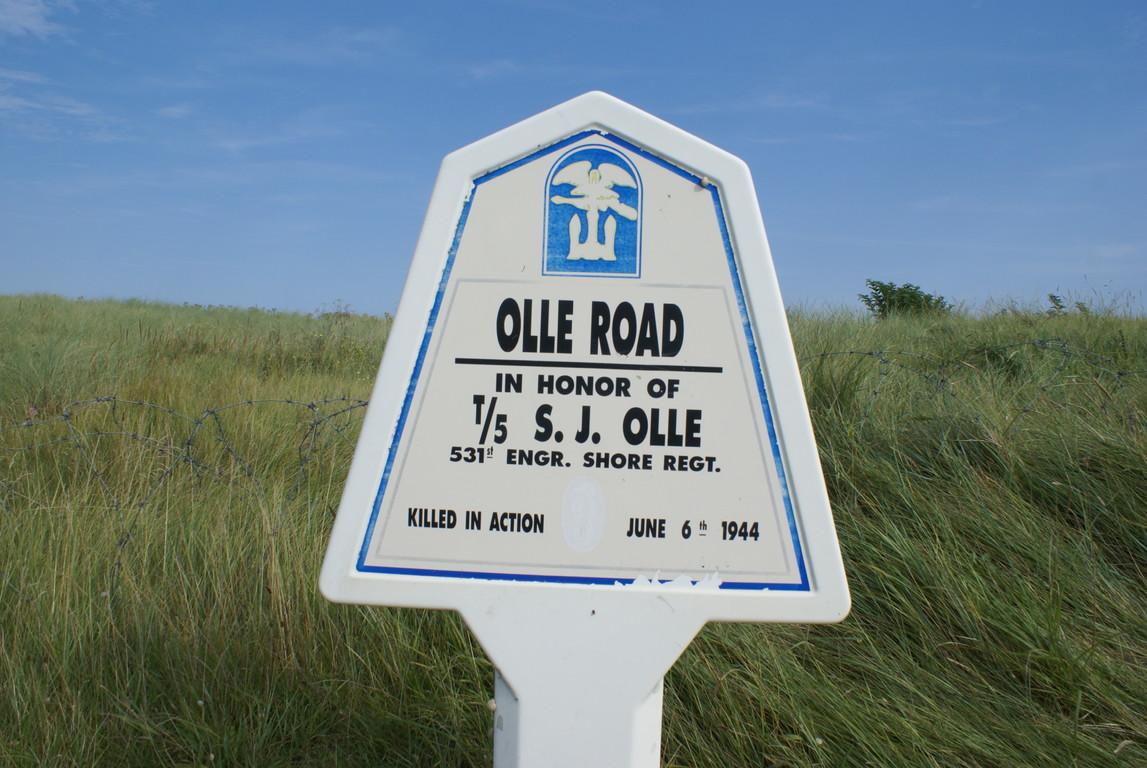 OLLE ROAD
IN HONOR OF
T/5 S. J. OLLE
531st ENGR. SHORE REGT.
KILLED IN ACTION JUNE 6th 1944